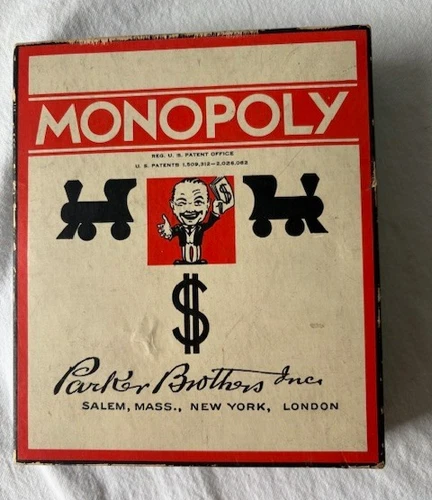 MONOPOLY
REG. U. S. PATENT OFFICE
U. S. PATENTS 1,509,312—2,026,082
$
$
Parker Brothers Inc.
SALEM, MASS., NEW YORK, LONDON